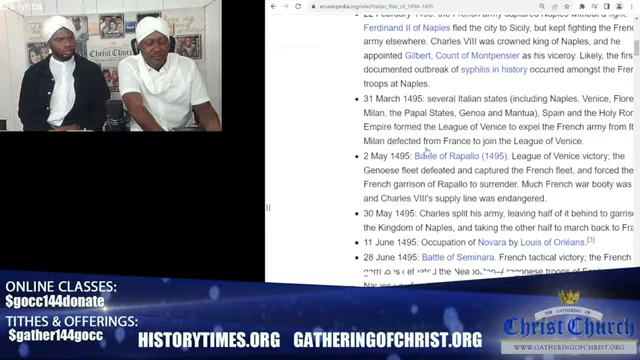 en.wikipedia.org/wiki/Italian_War_of_1494–1495
Ferdinand II of Naples fled the city to Sicily, but kept fighting the Fren
army elsewhere. Charles VIII was crowned king of Naples, and he
appointed Gilbert, Count of Montpensier as his viceroy. Likely, the first
documented outbreak of syphilis in history occurred amongst the Fren
troops at Naples.
31 March 1495: several Italian states (including Naples, Venice, Flore
Milan, the Papal States, Genoa and Mantua), Spain and the Holy Ro
Empire formed the League of Venice to expel the French army from It
Milan defected from France to join the League of Venice.
2 May 1495: Battle of Rapallo (1495). League of Venice victory; the
Genoese fleet defeated and captured the French fleet, and forced the
French garrison of Rapallo to surrender. Much French war booty was
and Charles VIII's supply line was endangered.
30 May 1495: Charles split his army, leaving half of it behind to garris
the Kingdom of Naples, and taking the other half to march back to Fra
11 June 1495: Occupation of Novara by Louis of Orléans.[3]
28 June 1495: Battle of Seminara. French tactical victory; the
ONLINE CLASSES:
$gocc144donate
TITHES & OFFERINGS:
$gather144gocc
HISTORYTIMES.ORG GATHERINGOFCHRIST.ORG
THE GATHERING OF
Christ Church
WWW.GATHERINGOFCHRIST.ORG